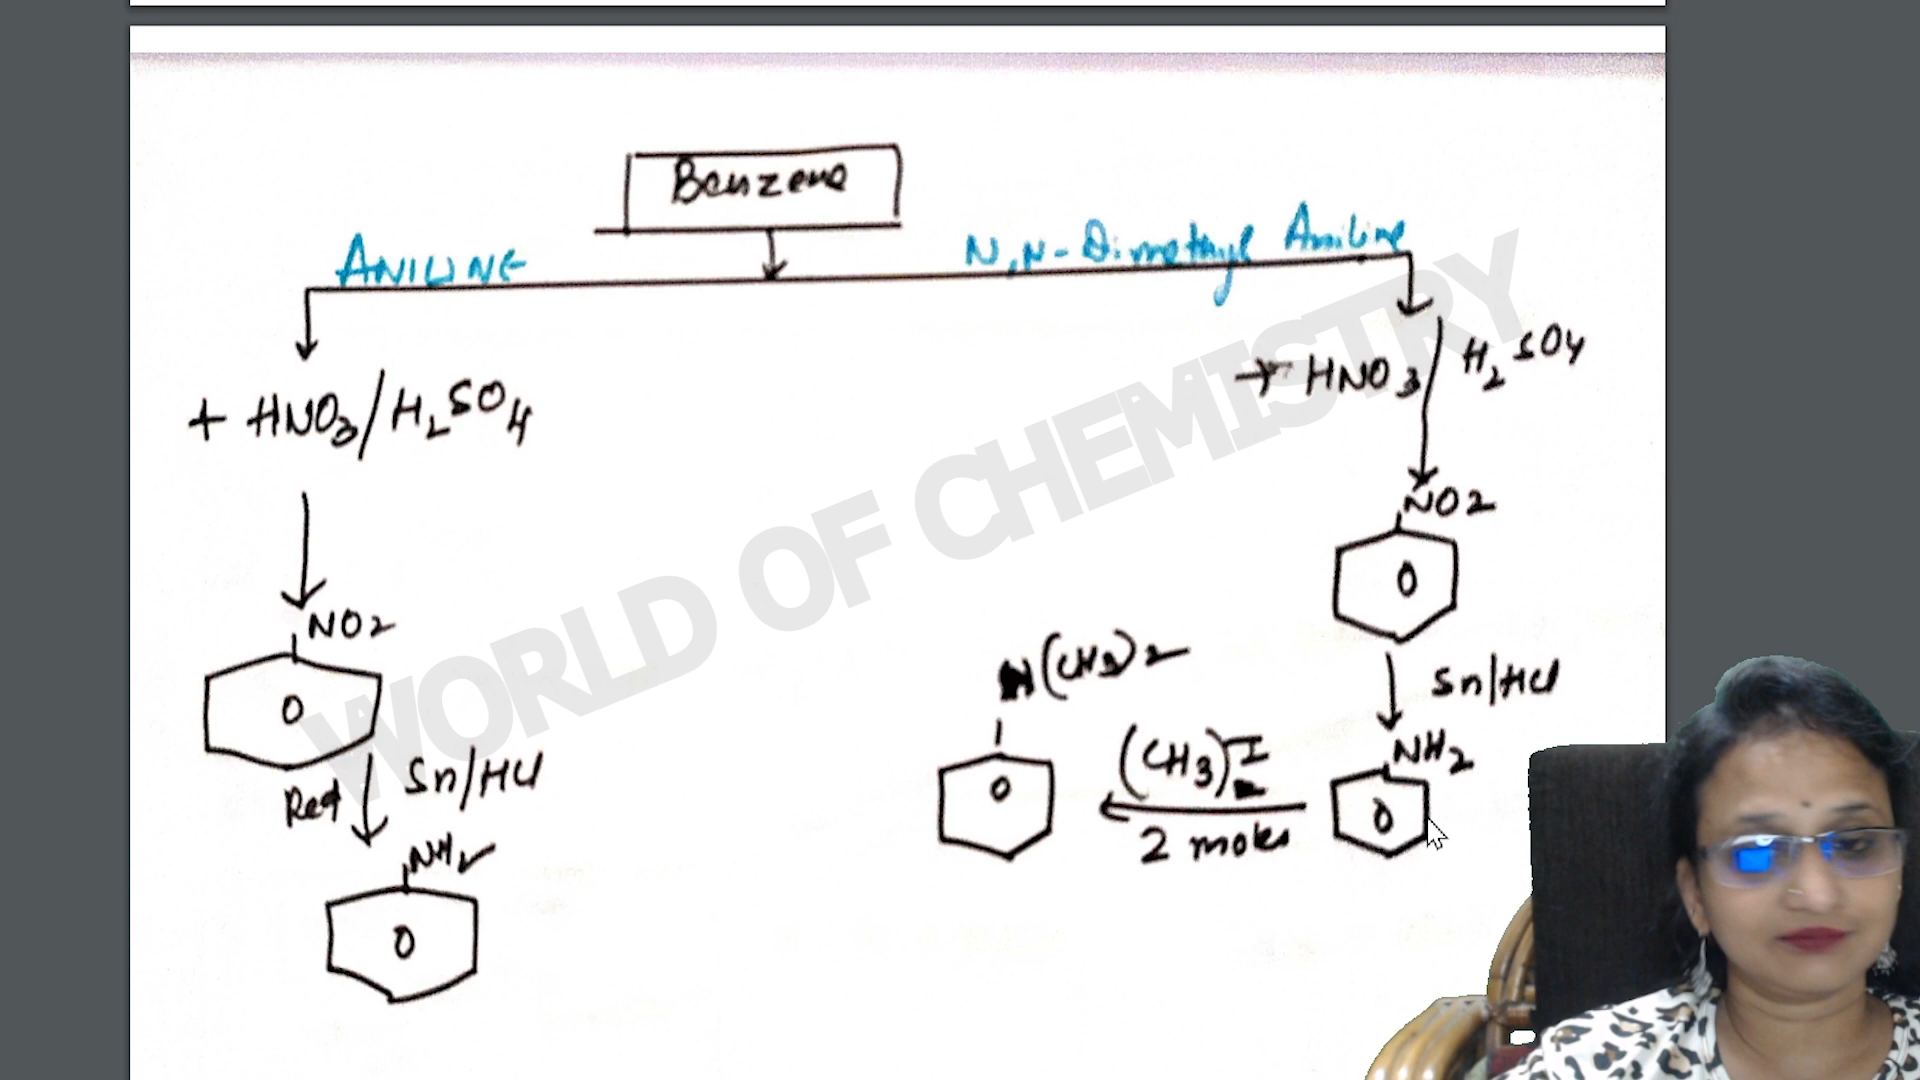 Benzene
ANILINE
N,N-Dimethyl Aniline
+ HNO3/H2SO4
→ HNO3/H2SO4
NO2
NO2
Sn/HCl
N(CH3)2
(CH3)I
2 moles
NH2
Red
Sn/HCl
NH2
WORLD OF CHEMISTRY